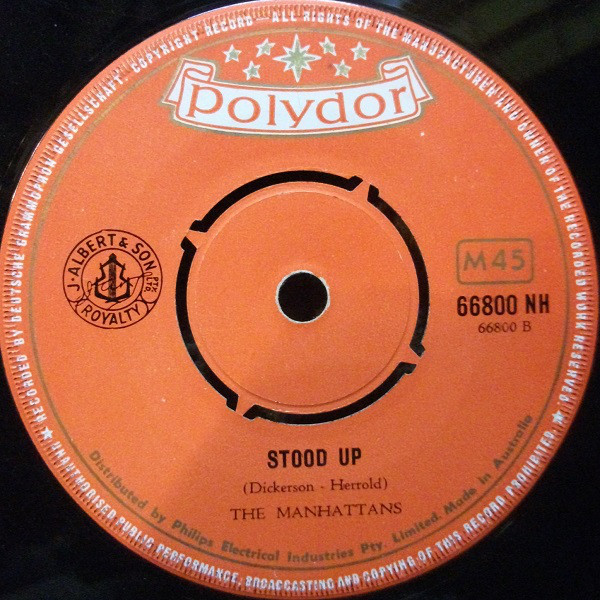 ★ RECORDED BY DEUTSCHE GRAMMOPHON GESELLSCHAFT. COPYRIGHT RECORD — ALL RIGHTS OF THE MANUFACTURER AND OWNER OF THE RECORDED WORK RESERVED ★
UNAUTHORISED PUBLIC PERFORMANCE, BROADCASTING AND COPYING OF THIS RECORD PROHIBITED.
polydor
J. ALBERT & SON PTY. LTD.
ROYALTY
M45
66800 NH
66800 B
STOOD UP
(Dickerson - Herrold)
THE MANHATTANS
Distributed by Philips Electrical Industries Pty. Limited. Made in Australia